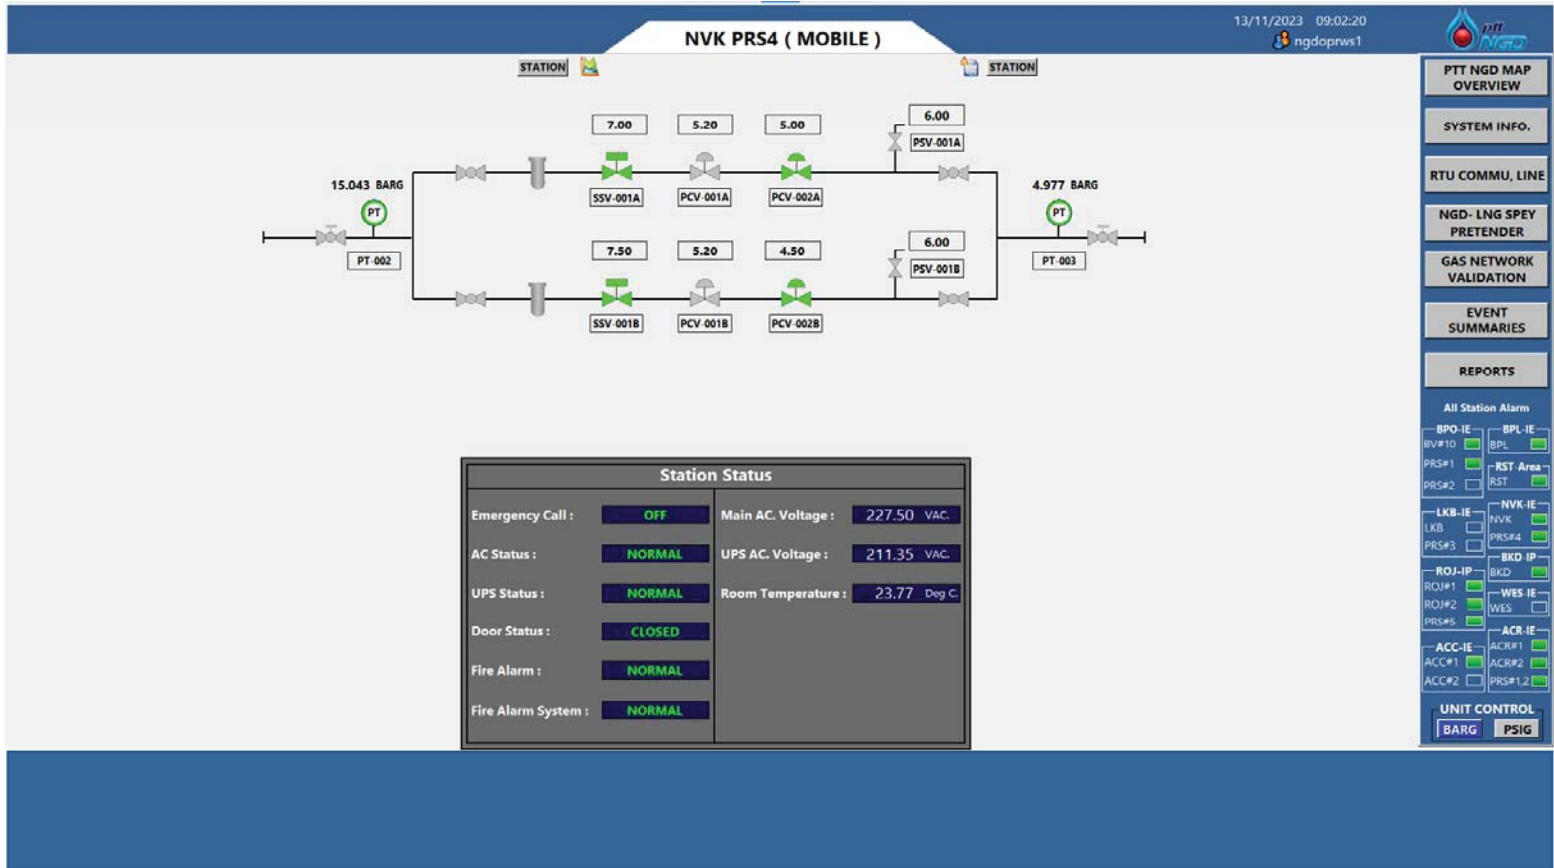 NVK PRS4 ( MOBILE )
13/11/2023 09:02:20
ngdoprws1
ptt
NGD
STATION
STATION
7.00
5.20
5.00
6.00
PSV-001A
15.043 BARG
PT
SSV-001A
PCV-001A
PCV-002A
4.977 BARG
PT
PT-002
7.50
5.20
4.50
6.00
PSV-001B
PT-003
SSV-001B
PCV-001B
PCV-002B
Station Status
Emergency Call : OFF
Main AC. Voltage : 227.50 VAC.
AC Status : NORMAL
UPS AC. Voltage : 211.35 VAC.
UPS Status : NORMAL
Room Temperature : 23.77 Deg C.
Door Status : CLOSED
Fire Alarm : NORMAL
Fire Alarm System : NORMAL
PTT NGD MAP
OVERVIEW
SYSTEM INFO.
RTU COMMU, LINE
NGD- LNG SPEY
PRETENDER
GAS NETWORK
VALIDATION
EVENT
SUMMARIES
REPORTS
All Station Alarm
BPO-IE
BV#10
PRS#1
PRS#2
BPL-IE
BPL
RST-Area
RST
LKB-IE
LKB
PRS#3
NVK-IE
NVK
PRS#4
BKD-IP
BKD
ROJ-IP
ROJ#1
ROJ#2
PRS#5
WES-IE
WES
ACC-IE
ACC#1
ACC#2
ACR-IE
ACR#1
ACR#2
PRS#1,2
UNIT CONTROL
BARG PSIG